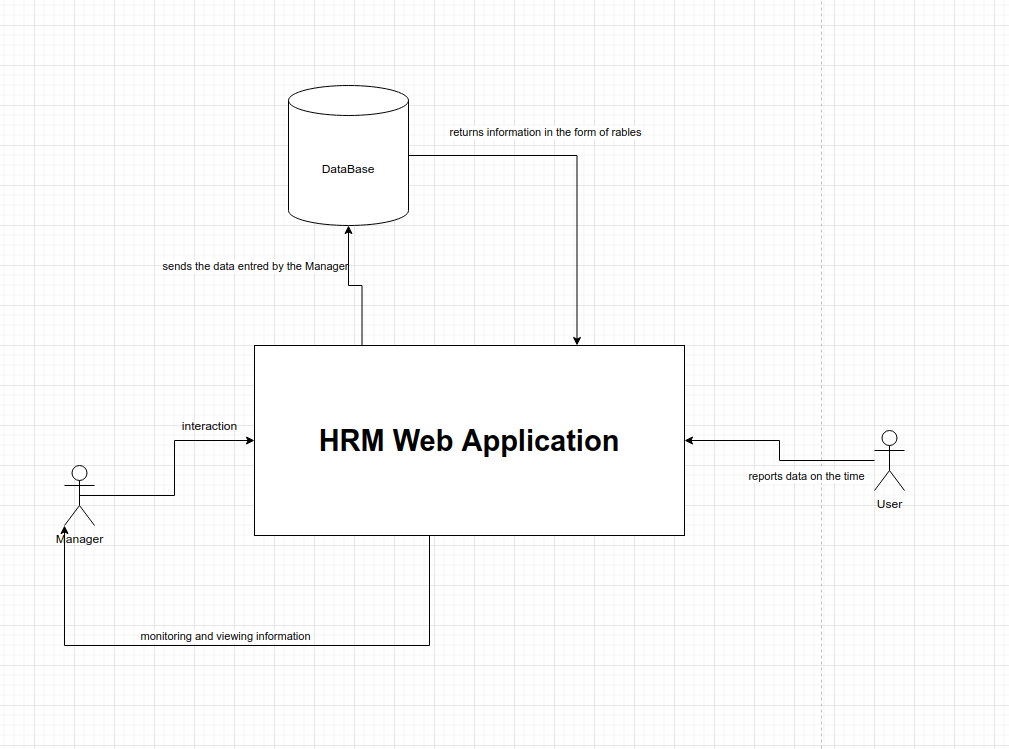 returns information in the form of rables
DataBase
sends the data entred by the Manager
interaction
HRM Web Application
reports data on the time
User
Manager
monitoring and viewing information